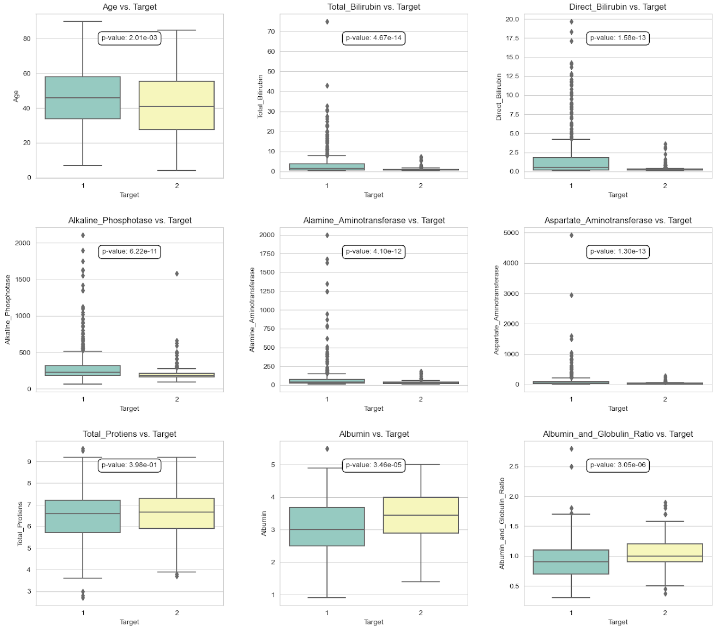 Age vs. Target
Total_Bilirubin vs. Target
Direct_Bilirubin vs. Target
p-value: 2.01e-03
p-value: 4.67e-14
p-value: 1.58e-13
Age
80
60
40
20
0
1
2
Target
Total_Bilirubin
70
60
50
40
30
20
10
0
1
2
Target
Direct_Bilirubin
20.0
17.5
15.0
12.5
10.0
7.5
5.0
2.5
0.0
1
2
Target
Alkaline_Phosphotase vs. Target
Alamine_Aminotransferase vs. Target
Aspartate_Aminotransferase vs. Target
p-value: 6.22e-11
p-value: 4.10e-12
p-value: 1.30e-13
Alkaline_Phosphotase
2000
1500
1000
500
0
1
2
Target
Alamine_Aminotransferase
2000
1750
1500
1250
1000
750
500
250
0
1
2
Target
Aspartate_Aminotransferase
5000
4000
3000
2000
1000
0
1
2
Target
Total_Protiens vs. Target
Albumin vs. Target
Albumin_and_Globulin_Ratio vs. Target
p-value: 3.98e-01
p-value: 3.46e-05
p-value: 3.05e-06
Total_Protiens
9
8
7
6
5
4
3
1
2
Target
Albumin
5
4
3
2
1
1
2
Target
Albumin_and_Globulin_Ratio
2.5
2.0
1.5
1.0
0.5
1
2
Target